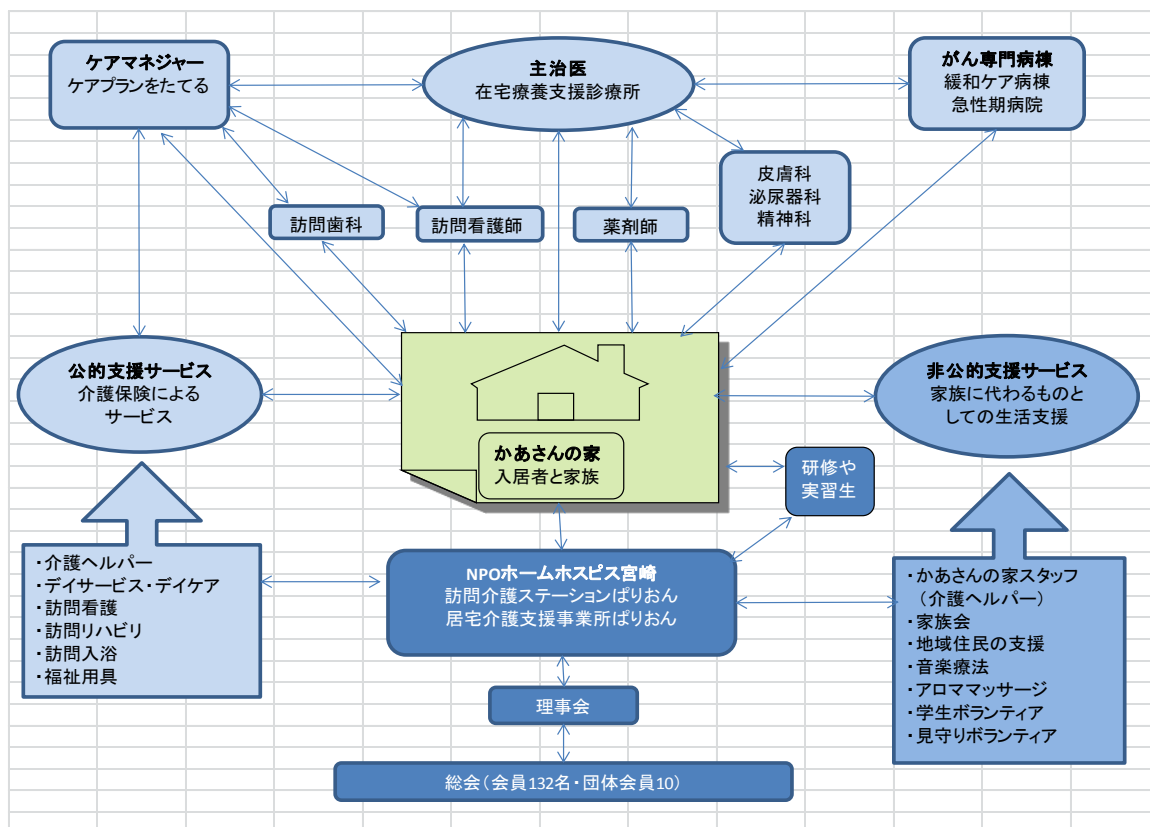 ケアマネジャー
ケアプランをたてる
主治医
在宅療養支援診療所
がん専門病棟
緩和ケア病棟
急性期病院
皮膚科
泌尿器科
精神科
訪問歯科
訪問看護師
薬剤師
公的支援サービス
介護保険による
サービス
非公的支援サービス
家族に代わるものと
しての生活支援
かあさんの家
入居者と家族
研修や
実習生
・介護ヘルパー
・デイサービス・デイケア
・訪問看護
・訪問リハビリ
・訪問入浴
・福祉用具
NPOホームホスピス宮崎
訪問介護ステーションぱりおん
居宅介護支援事業所ぱりおん
・かあさんの家スタッフ
（介護ヘルパー）
・家族会
・地域住民の支援
・音楽療法
・アロママッサージ
・学生ボランティア
・見守りボランティア
理事会
総会（会員132名・団体会員10）